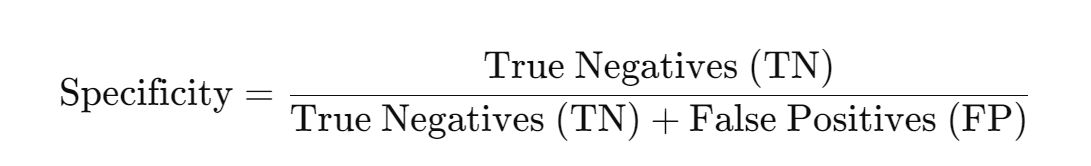 Specificity = True Negatives (TN)
True Negatives (TN) + False Positives (FP)